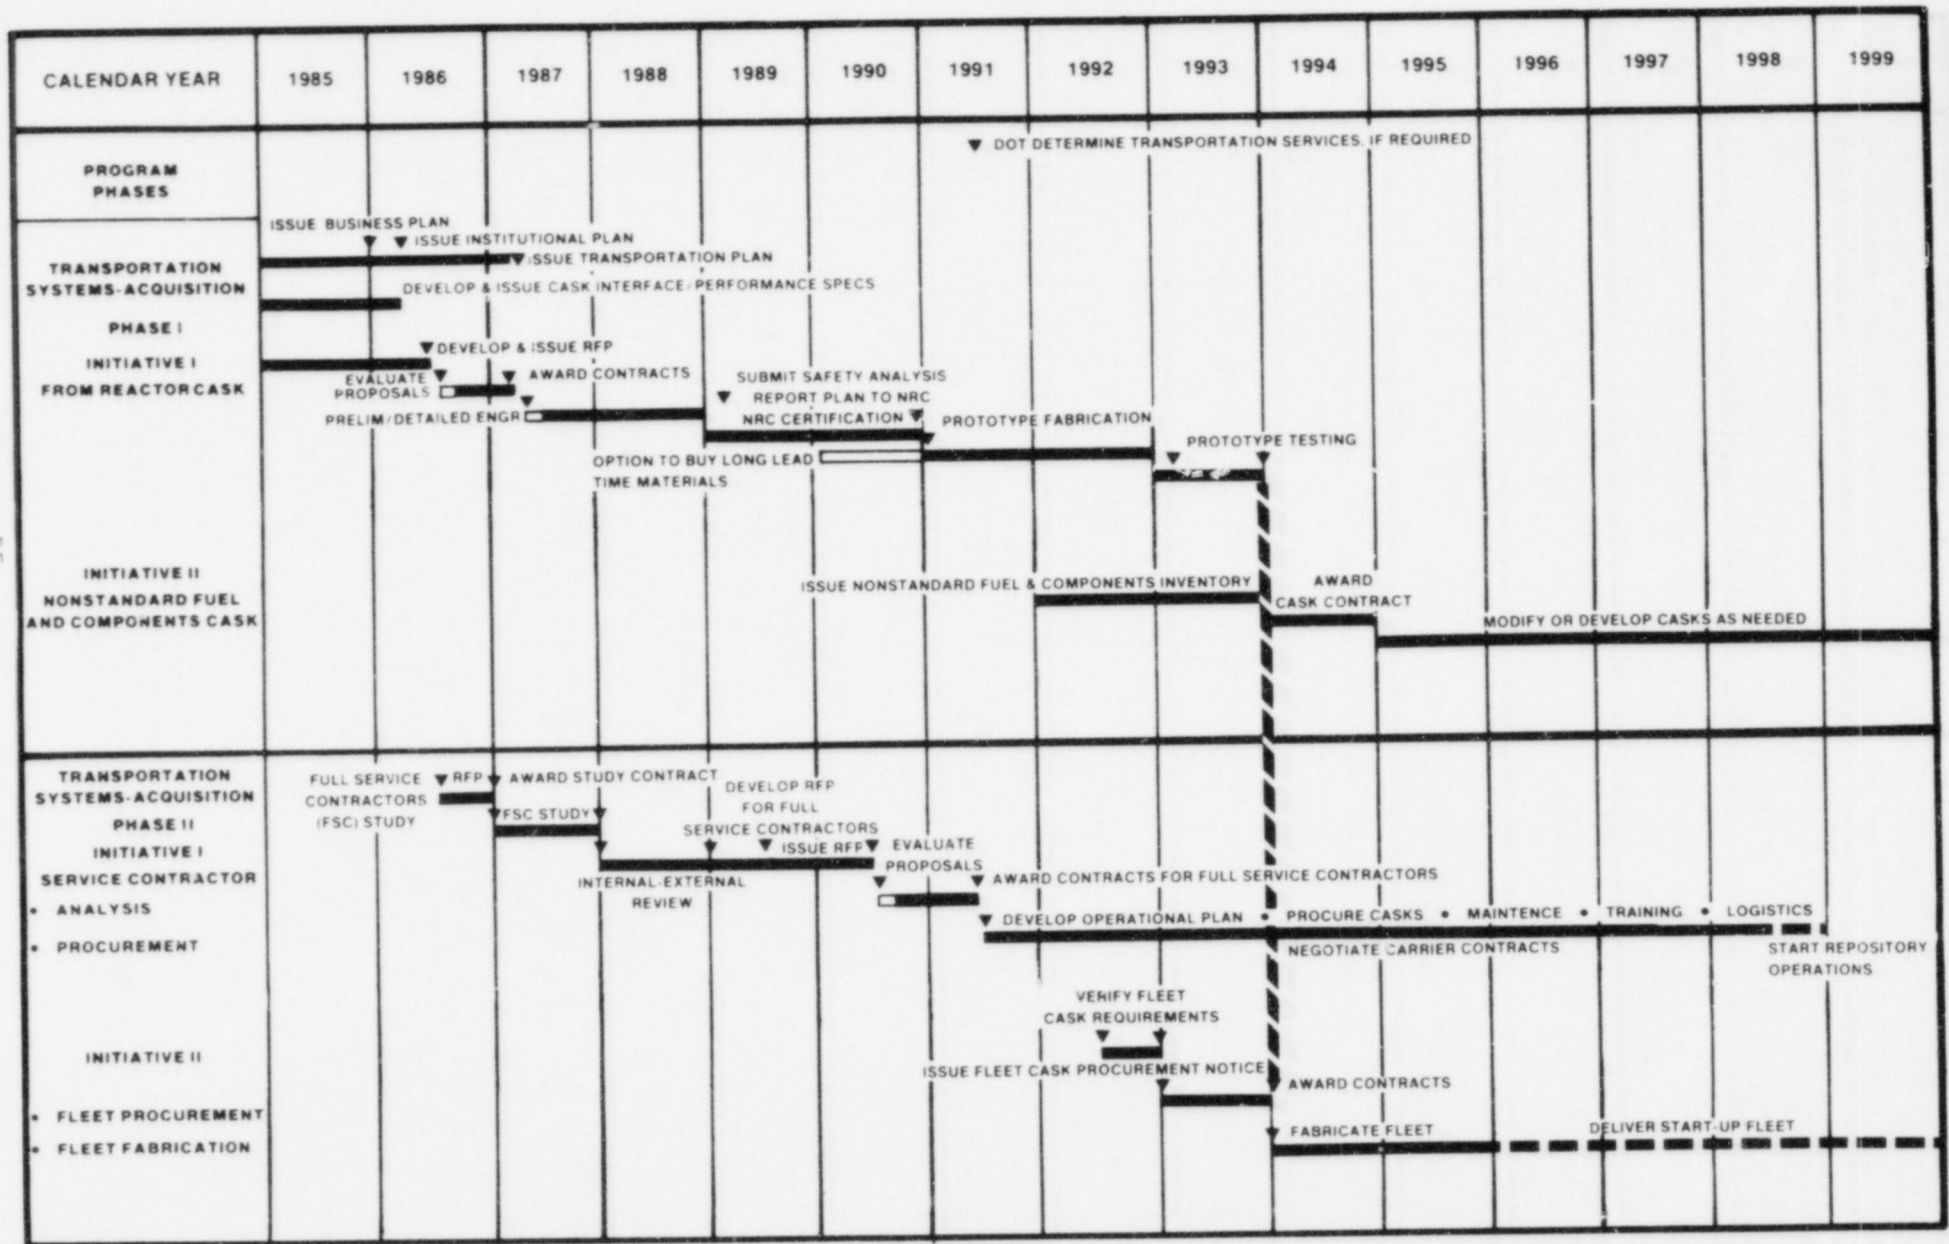 CALENDAR YEAR 1985 1986 1987 1988 1989 1990 1991 1992 1993 1994 1995 1996 1997 1998 1999
PROGRAM
PHASES
▼ DOT DETERMINE TRANSPORTATION SERVICES. IF REQUIRED
TRANSPORTATION
SYSTEMS-ACQUISITION
PHASE I
INITIATIVE I
FROM REACTOR CASK
ISSUE BUSINESS PLAN
▼ ▼ ISSUE INSTITUTIONAL PLAN
▼ ISSUE TRANSPORTATION PLAN
DEVELOP & ISSUE CASK INTERFACE/PERFORMANCE SPECS
▼ DEVELOP & ISSUE RFP
EVALUATE
PROPOSALS
▼ AWARD CONTRACTS
PRELIM/DETAILED ENGR
SUBMIT SAFETY ANALYSIS
REPORT PLAN TO NRC
NRC CERTIFICATION
PROTOTYPE FABRICATION
OPTION TO BUY LONG LEAD
TIME MATERIALS
PROTOTYPE TESTING
INITIATIVE II
NONSTANDARD FUEL
AND COMPONENTS CASK
ISSUE NONSTANDARD FUEL & COMPONENTS INVENTORY
AWARD
CASK CONTRACT
MODIFY OR DEVELOP CASKS AS NEEDED
TRANSPORTATION
SYSTEMS-ACQUISITION
PHASE II
INITIATIVE I
SERVICE CONTRACTOR
• ANALYSIS
• PROCUREMENT
FULL SERVICE
CONTRACTORS
(FSC) STUDY
▼ RFP
▼ AWARD STUDY CONTRACT
FSC STUDY
DEVELOP RFP
FOR FULL
SERVICE CONTRACTORS
▼ ISSUE RFP ▼
INTERNAL-EXTERNAL
REVIEW
EVALUATE
PROPOSALS
▼ AWARD CONTRACTS FOR FULL SERVICE CONTRACTORS
▼ DEVELOP OPERATIONAL PLAN • PROCURE CASKS • MAINTENCE • TRAINING • LOGISTICS
NEGOTIATE CARRIER CONTRACTS
START REPOSITORY
OPERATIONS
INITIATIVE II
• FLEET PROCUREMENT
• FLEET FABRICATION
VERIFY FLEET
CASK REQUIREMENTS
ISSUE FLEET CASK PROCUREMENT NOTICE
AWARD CONTRACTS
▼ FABRICATE FLEET
DELIVER START-UP FLEET